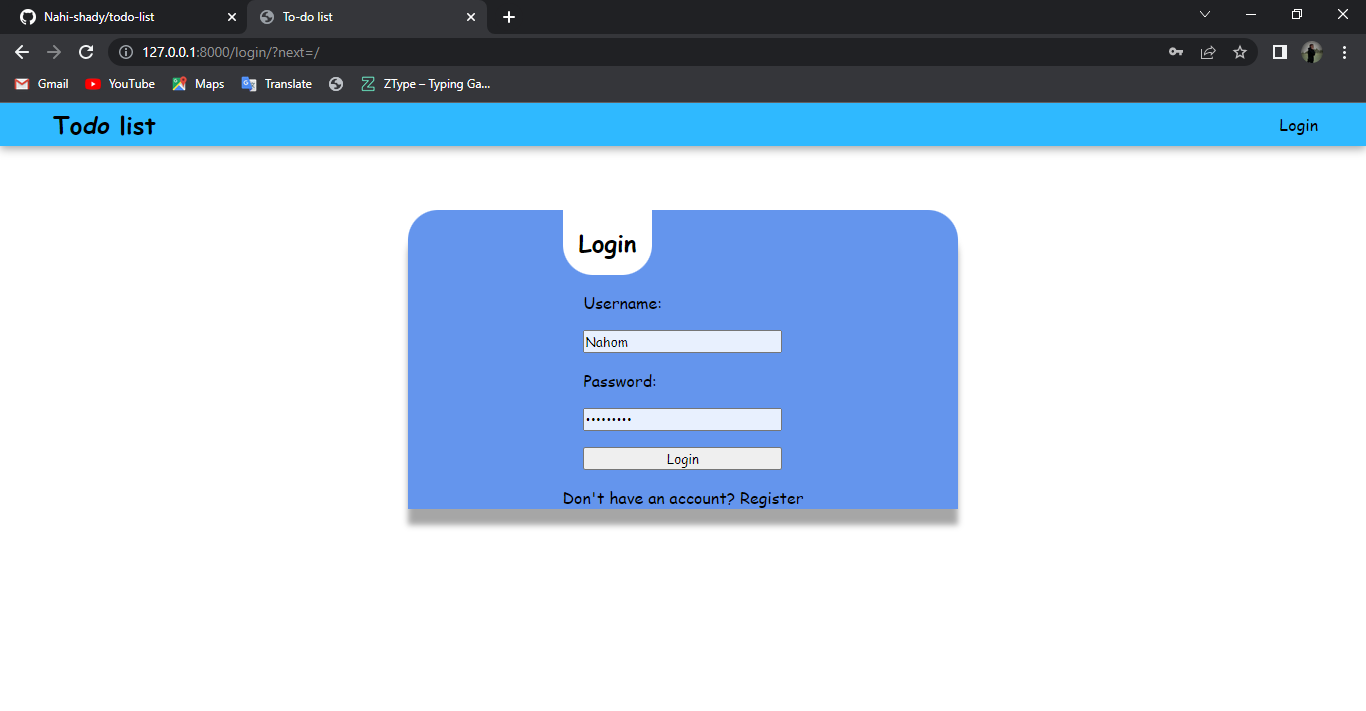 Nahi-shady/todo-list
To-do list
127.0.0.1:8000/login/?next=/
Gmail
YouTube
Maps
Translate
ZType – Typing Ga...
Todo list
Login
Login
Username:
Nahom
Password:
•••••••••
Login
Don't have an account? Register